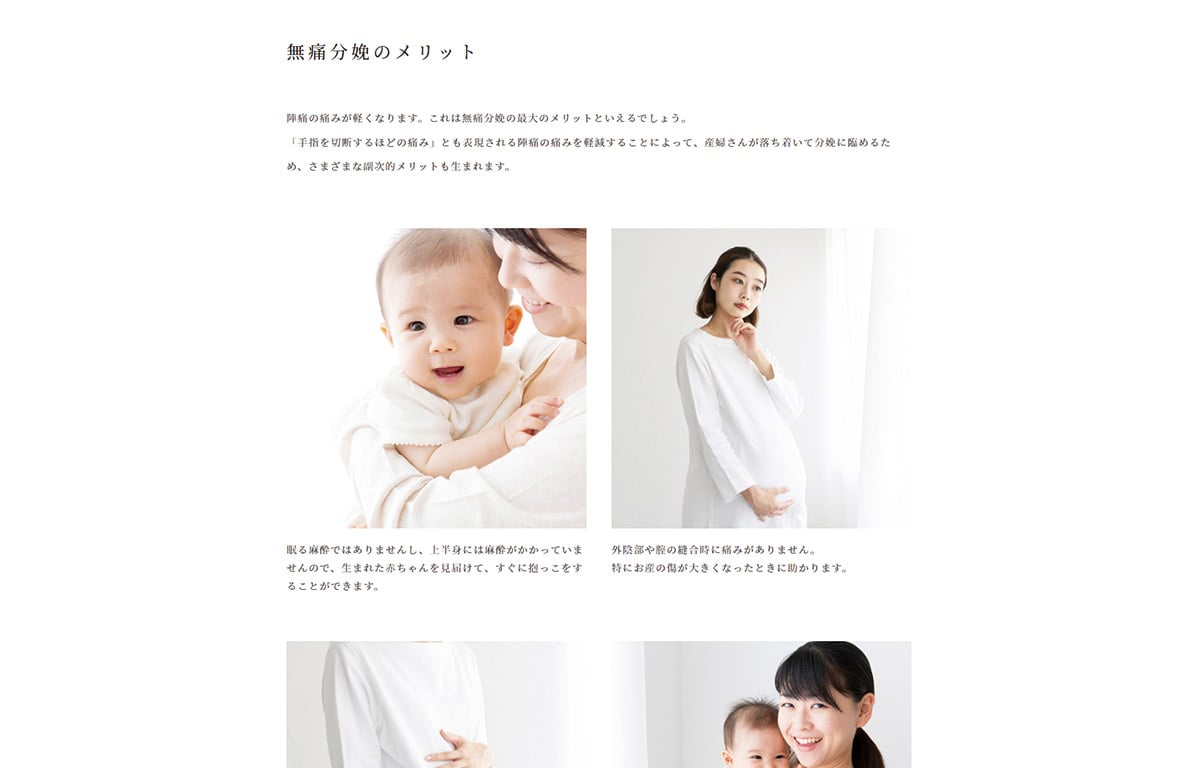 無痛分娩のメリット
陣痛の痛みが軽くなります。これは無痛分娩の最大のメリットといえるでしょう。
「手指を切断するほどの痛み」とも表現される陣痛の痛みを軽減することによって、産婦さんが落ち着いて分娩に臨めるた
め、さまざまな副次的メリットも生まれます。
眠る麻酔ではありませんし、上半身には麻酔がかかっていま
せんので、生まれた赤ちゃんを見届けて、すぐに抱っこをす
ることができます。
外陰部や腟の縫合時に痛みがありません。
特にお産の傷が大きくなったときに助かります。